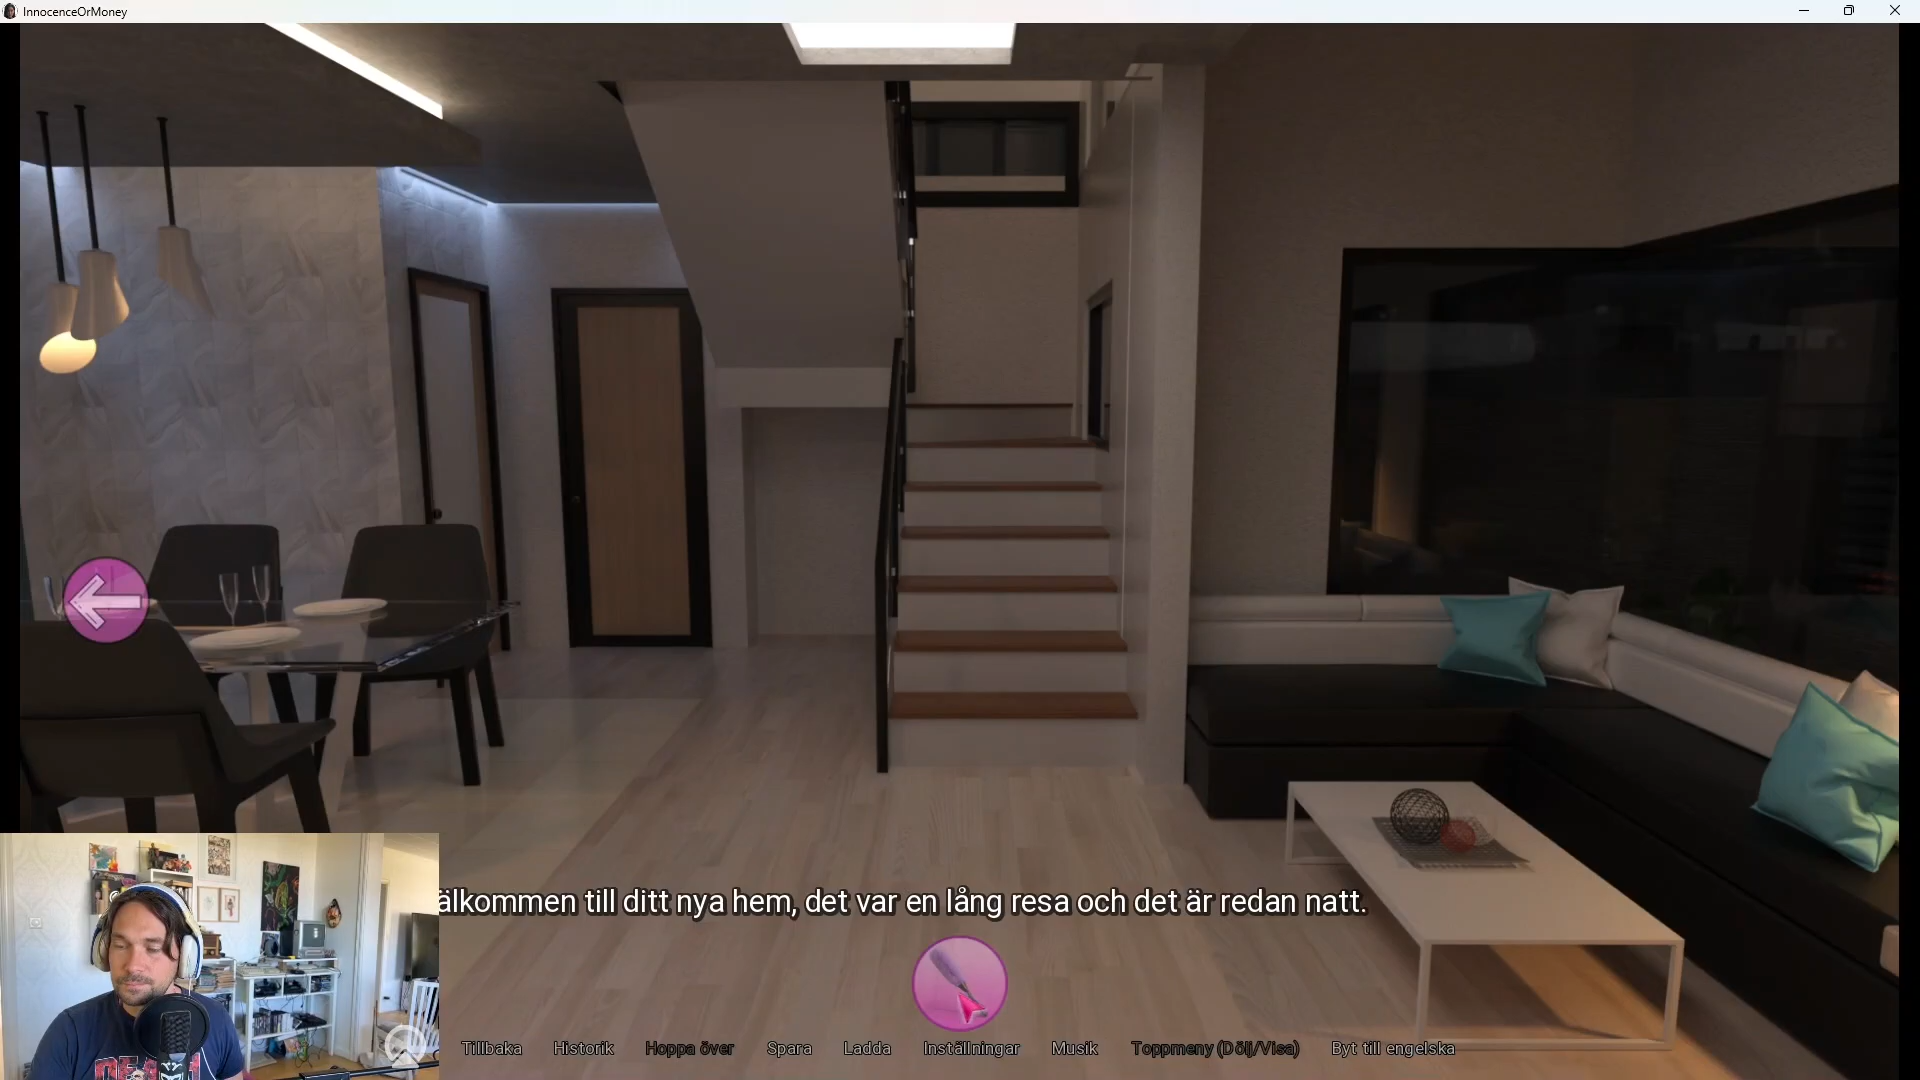 InnocenceOrMoney
älkommen till ditt nya hem, det var en lång resa och det är redan natt.
Tillbaka Historik Hoppa över Spara Ladda Inställningar Musik Toppmeny (Dölj/Visa) Byt till engelska